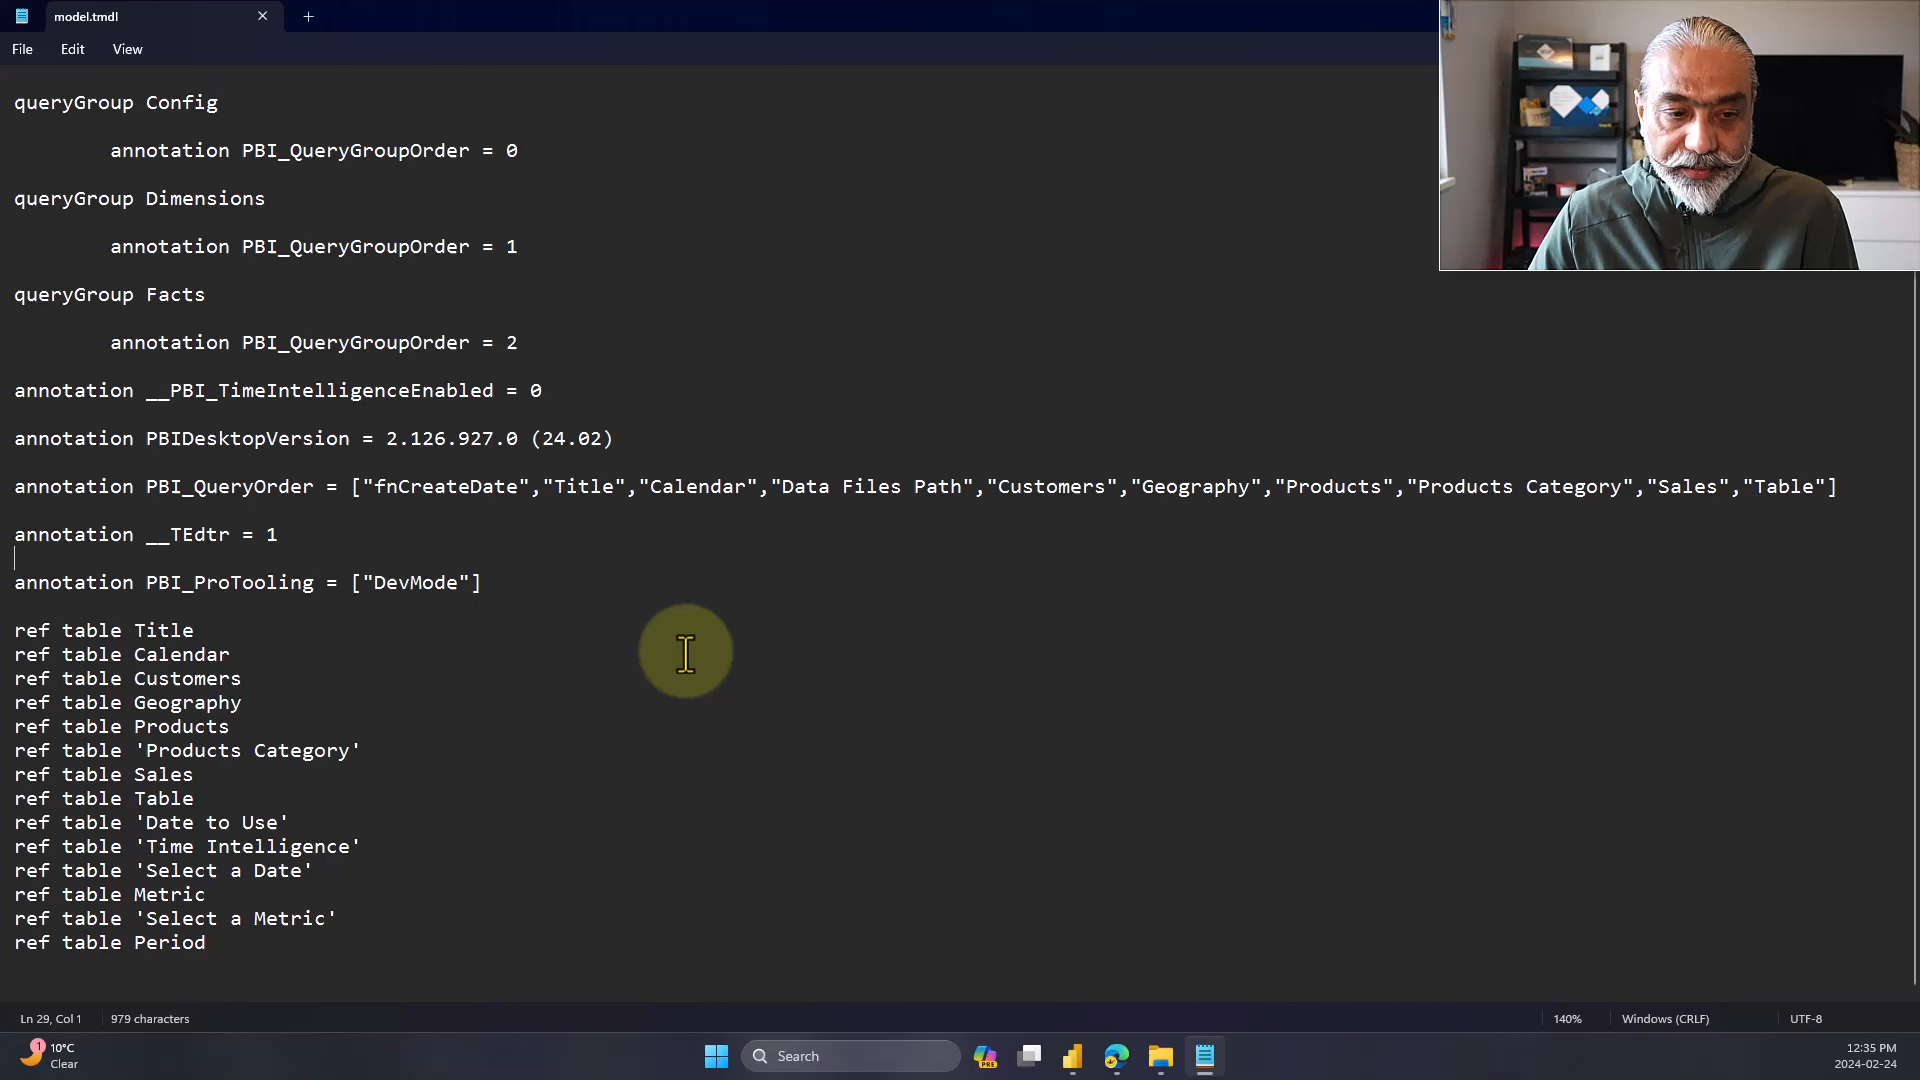 model.tmdl
File Edit View
queryGroup Config
annotation PBI_QueryGroupOrder = 0
queryGroup Dimensions
annotation PBI_QueryGroupOrder = 1
queryGroup Facts
annotation PBI_QueryGroupOrder = 2
annotation __PBI_TimeIntelligenceEnabled = 0
annotation PBIDesktopVersion = 2.126.927.0 (24.02)
annotation PBI_QueryOrder = ["fnCreateDate","Title","Calendar","Data Files Path","Customers","Geography","Products","Products Category","Sales","Table"]
annotation __TEdtr = 1
annotation PBI_ProTooling = ["DevMode"]
ref table Title
ref table Calendar
ref table Customers
ref table Geography
ref table Products
ref table 'Products Category'
ref table Sales
ref table Table
ref table 'Date to Use'
ref table 'Time Intelligence'
ref table 'Select a Date'
ref table Metric
ref table 'Select a Metric'
ref table Period
Ln 29, Col 1 979 characters 140% Windows (CRLF) UTF-8
1
10°C
Clear
Search
PRE
12:35 PM
2024-02-24